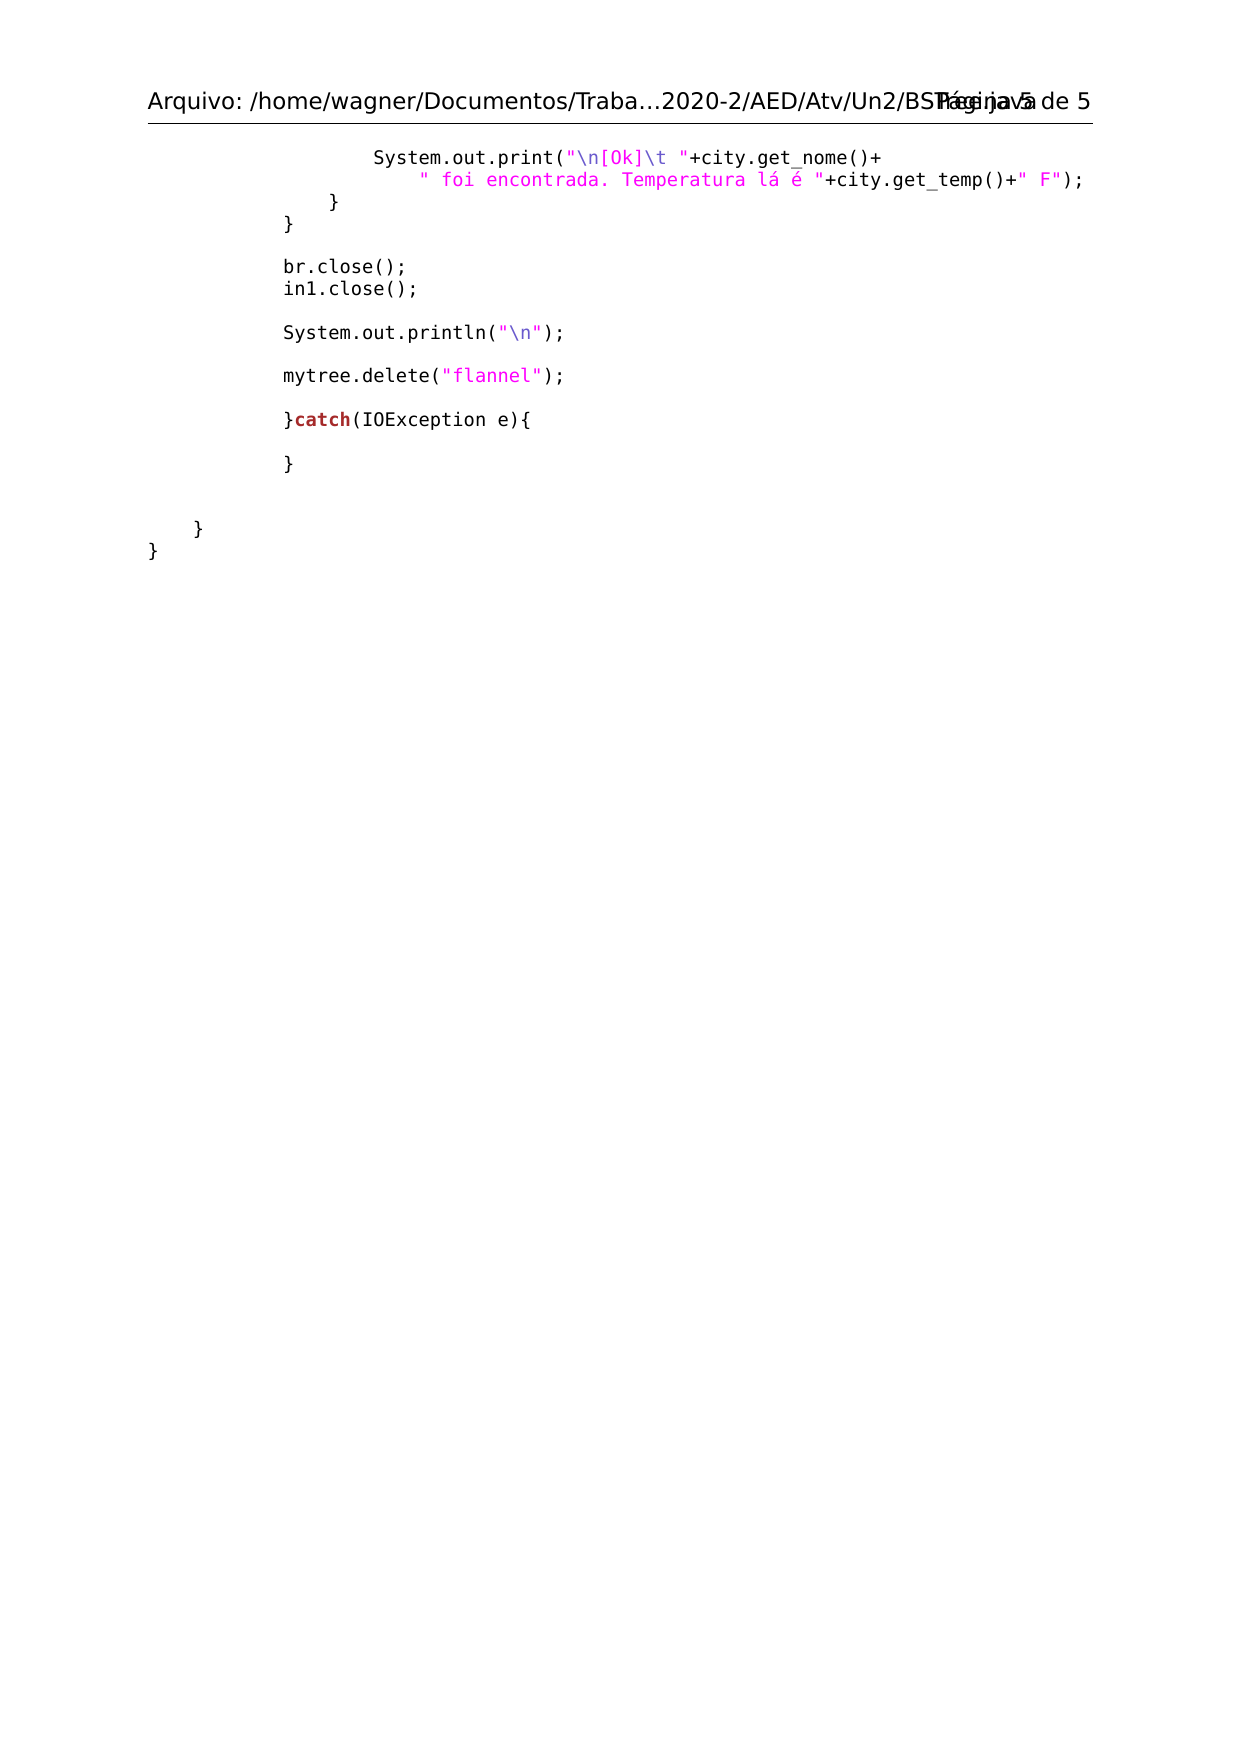 Arquivo: /home/wagner/Documentos/Traba…2020-2/AED/Atv/Un2/BSTree.java Página 5 de 5
System.out.print("\n[Ok]\t "+city.get_nome()+
" foi encontrada. Temperatura lá é "+city.get_temp()+" F");
}
}
br.close();
in1.close();
System.out.println("\n");
mytree.delete("flannel");
}catch(IOException e){
}
}
}